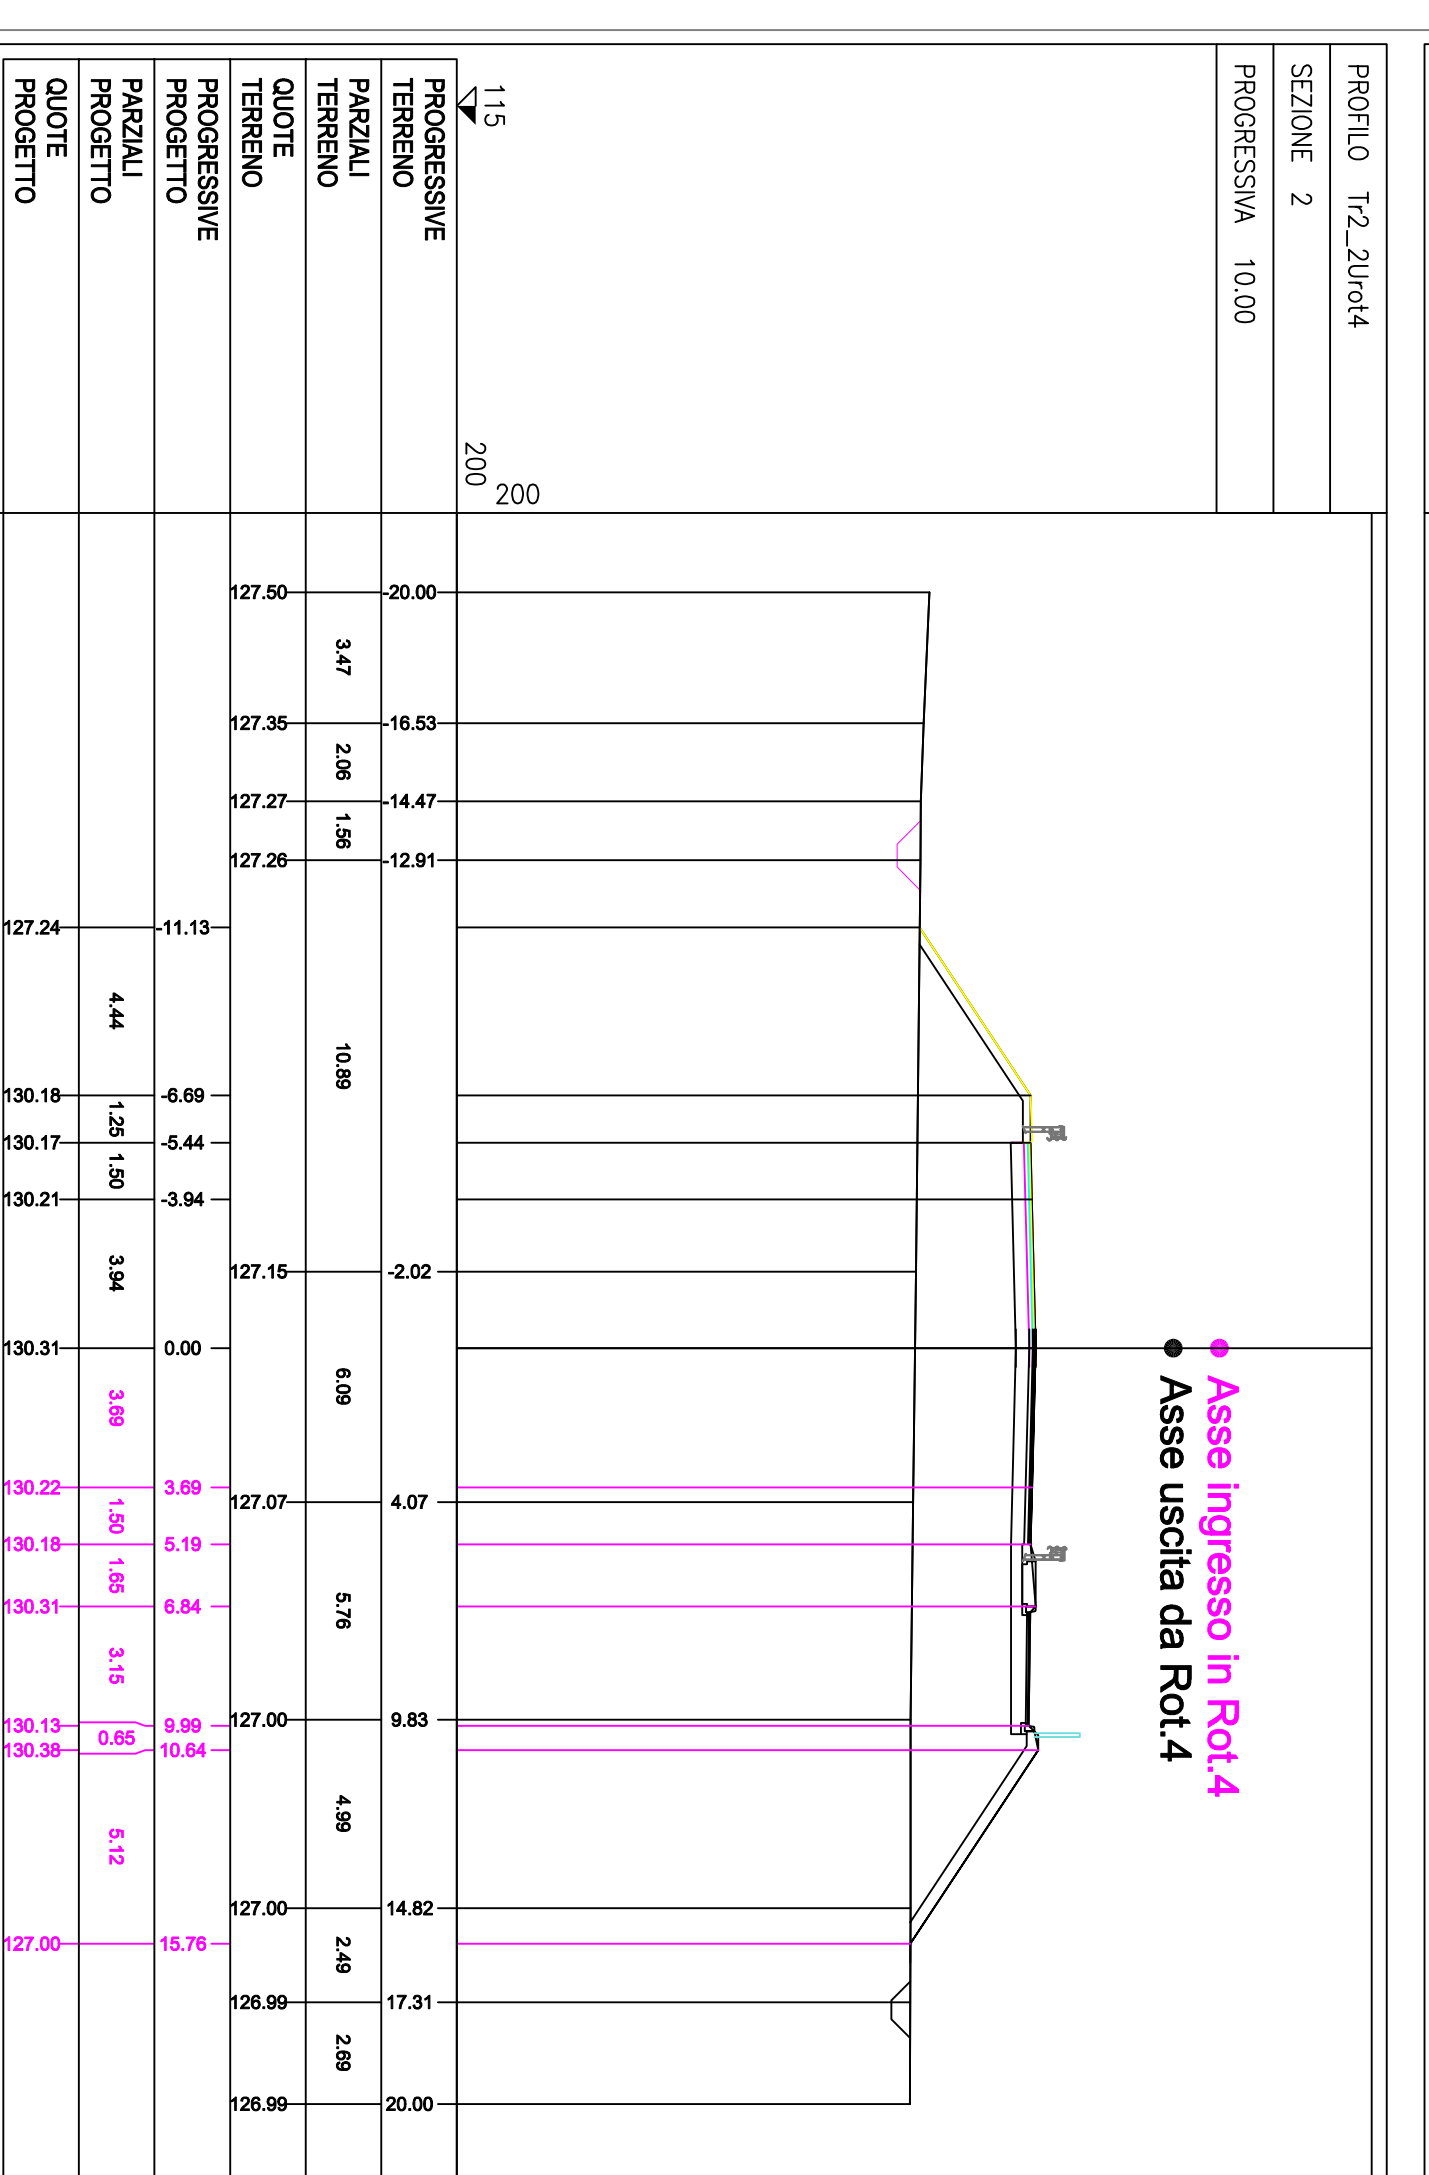 PROFILO Tr2_2Urot4
SEZIONE 2
PROGRESSIVA 10.00
Asse ingresso in Rot.4
Asse uscita da Rot.4
115
200
200
PROGRESSIVE
TERRENO
-20.00 -16.53 -14.47 -12.91 -2.02 4.07 9.83 14.82 17.31 20.00
PARZIALI
TERRENO
3.47 2.06 1.56 10.89 6.09 5.76 4.99 2.49 2.69
QUOTE
TERRENO
127.50 127.35 127.27 127.26 127.15 127.07 127.00 127.00 126.99 126.99
PROGRESSIVE
PROGETTO
-11.13 -6.69 -5.44 -3.94 0.00 3.69 5.19 6.84 9.99 10.64 15.76
PARZIALI
PROGETTO
4.44 1.25 1.50 3.94 3.69 1.50 1.65 3.15 0.65 5.12
QUOTE
PROGETTO
127.24 130.18 130.17 130.21 130.31 130.22 130.18 130.31 130.13 130.38 127.00